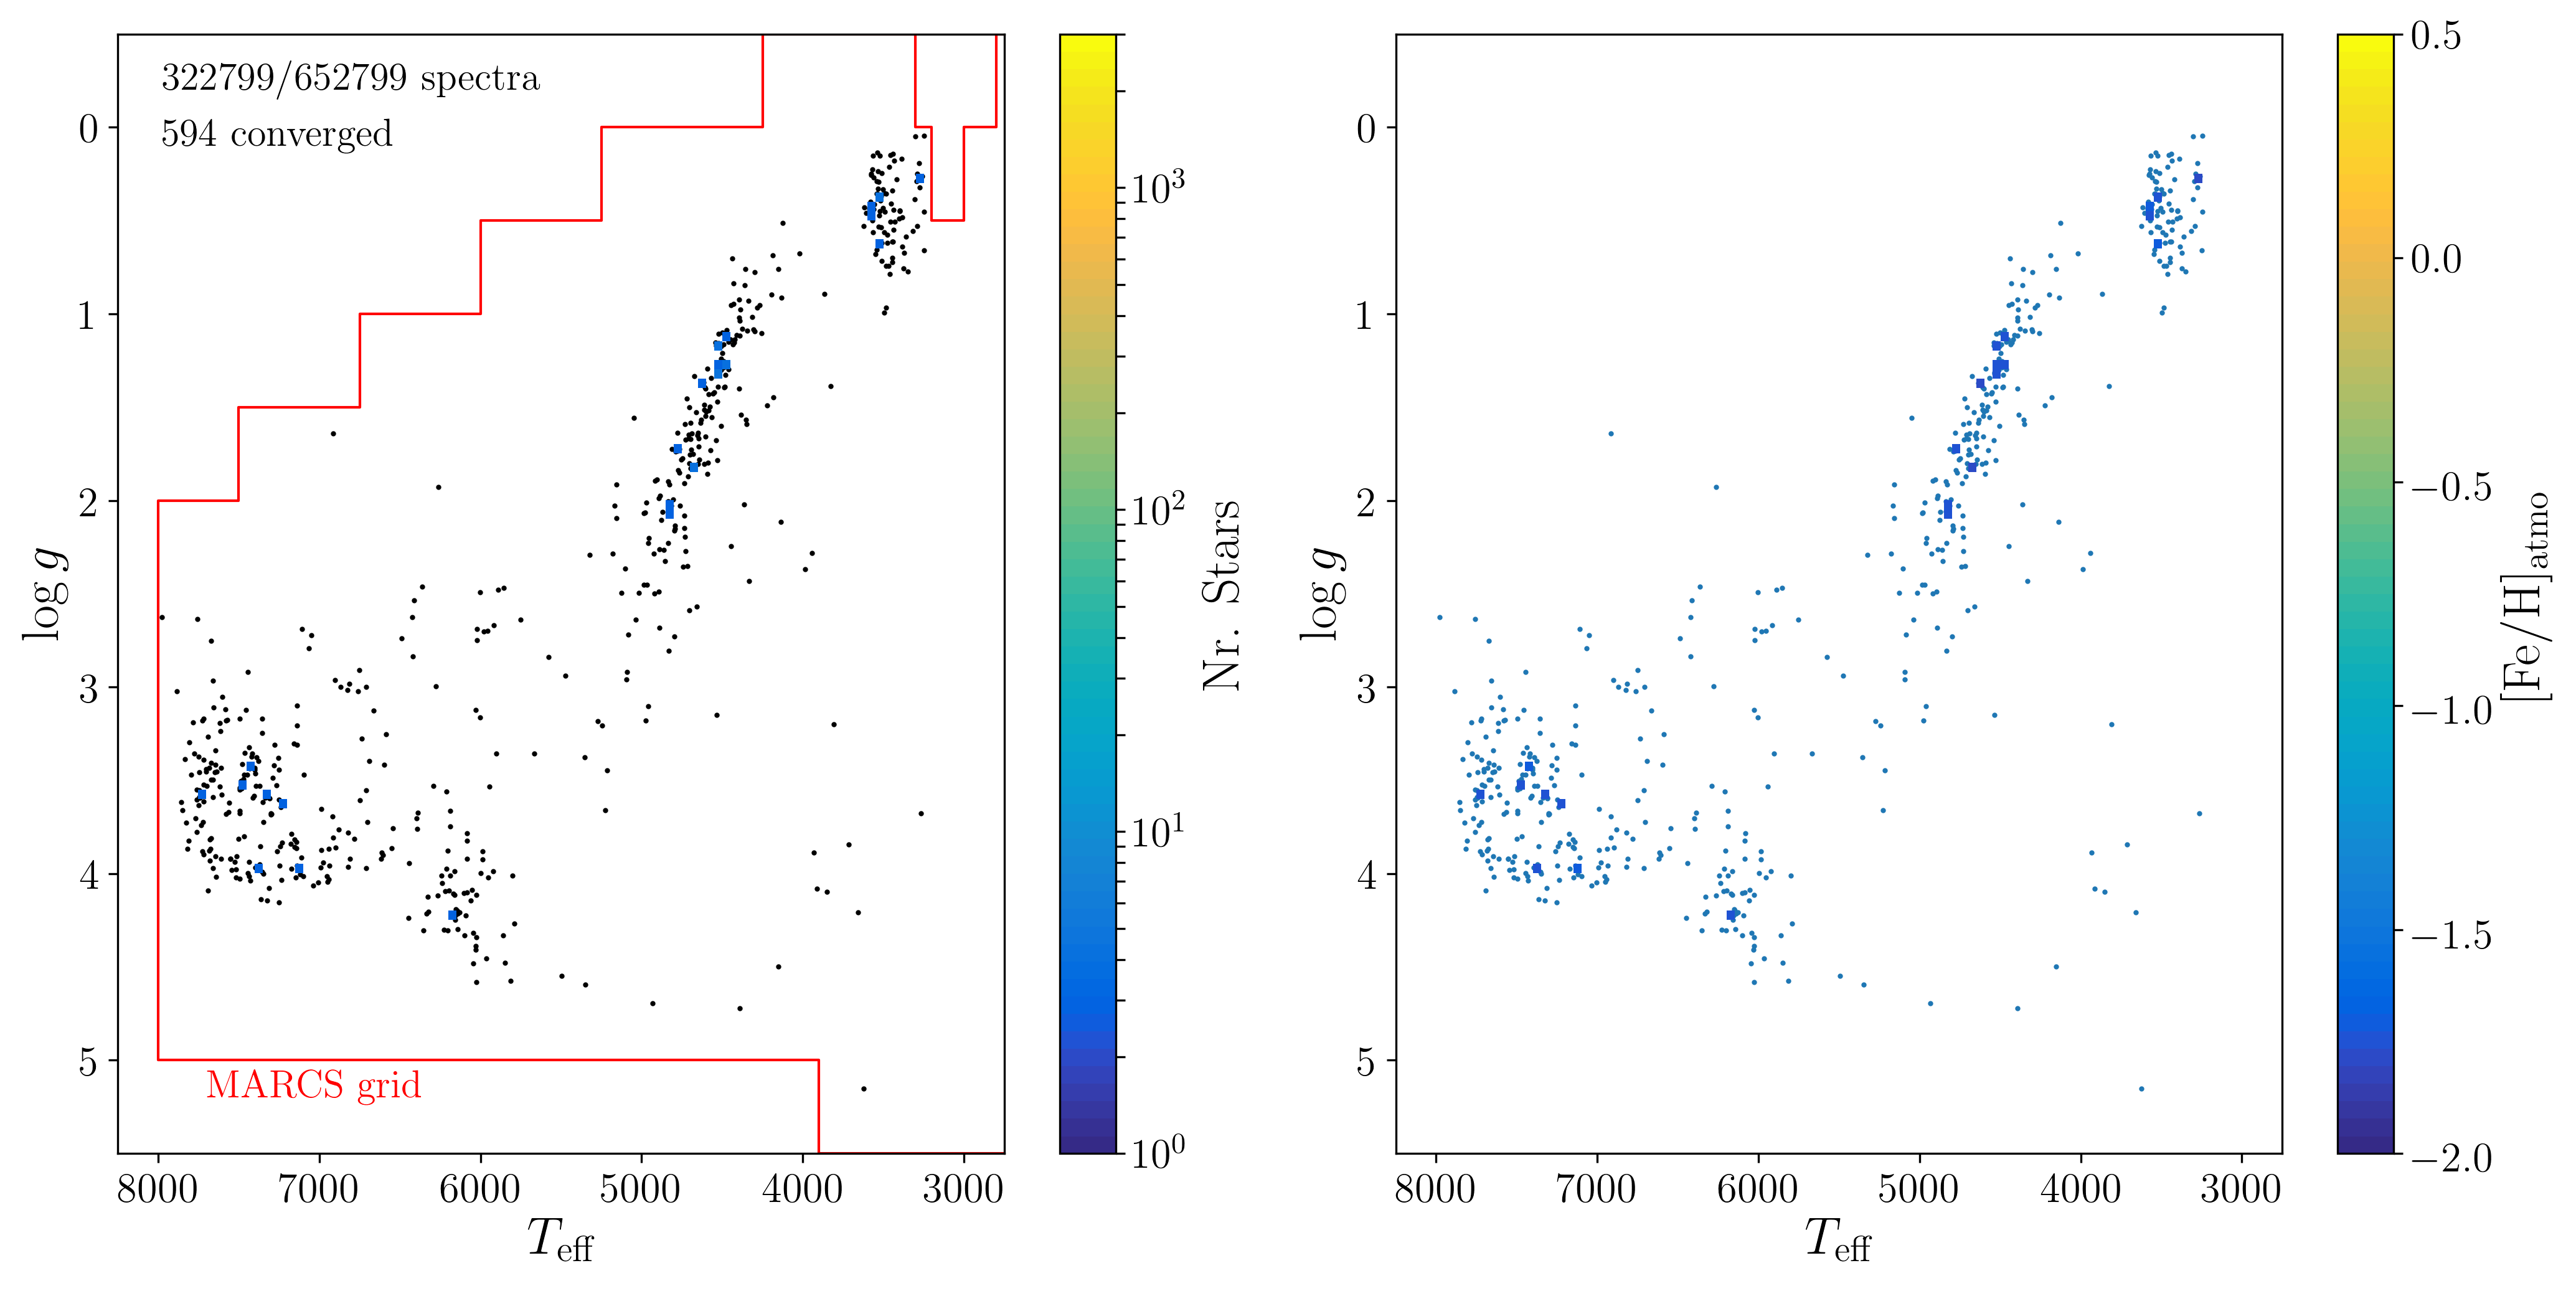 322799/652799 spectra
594 converged
MARCS grid
0
1
2
3
4
5
log g
8000 7000 6000 5000 4000 3000
T_eff
10^3
10^2
10^1
10^0
Nr. Stars
0
1
2
3
4
5
log g
8000 7000 6000 5000 4000 3000
T_eff
0.5
0.0
−0.5
−1.0
−1.5
−2.0
[Fe/H]_atmo